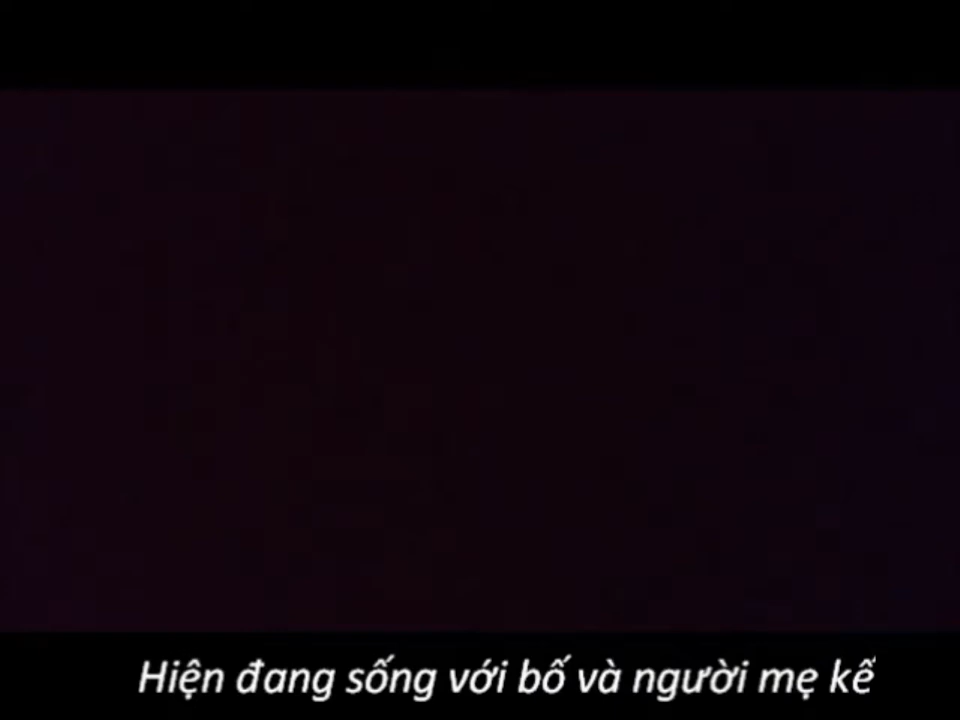 Hiện đang sống với bố và người mẹ kế